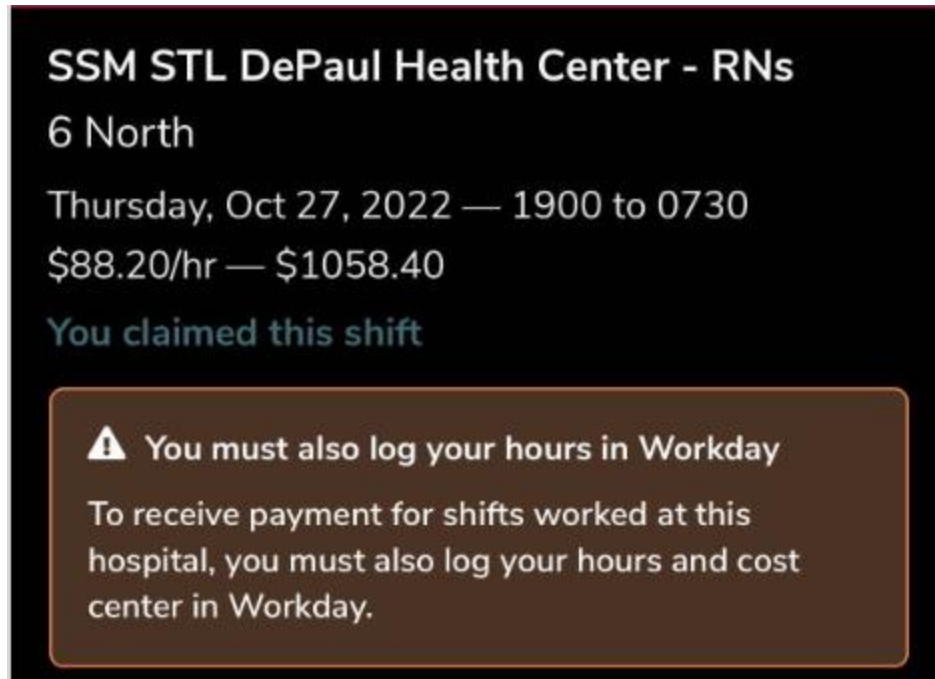 SSM STL DePaul Health Center - RNs
6 North
Thursday, Oct 27, 2022 — 1900 to 0730
$88.20/hr — $1058.40
You claimed this shift
You must also log your hours in Workday
To receive payment for shifts worked at this
hospital, you must also log your hours and cost
center in Workday.